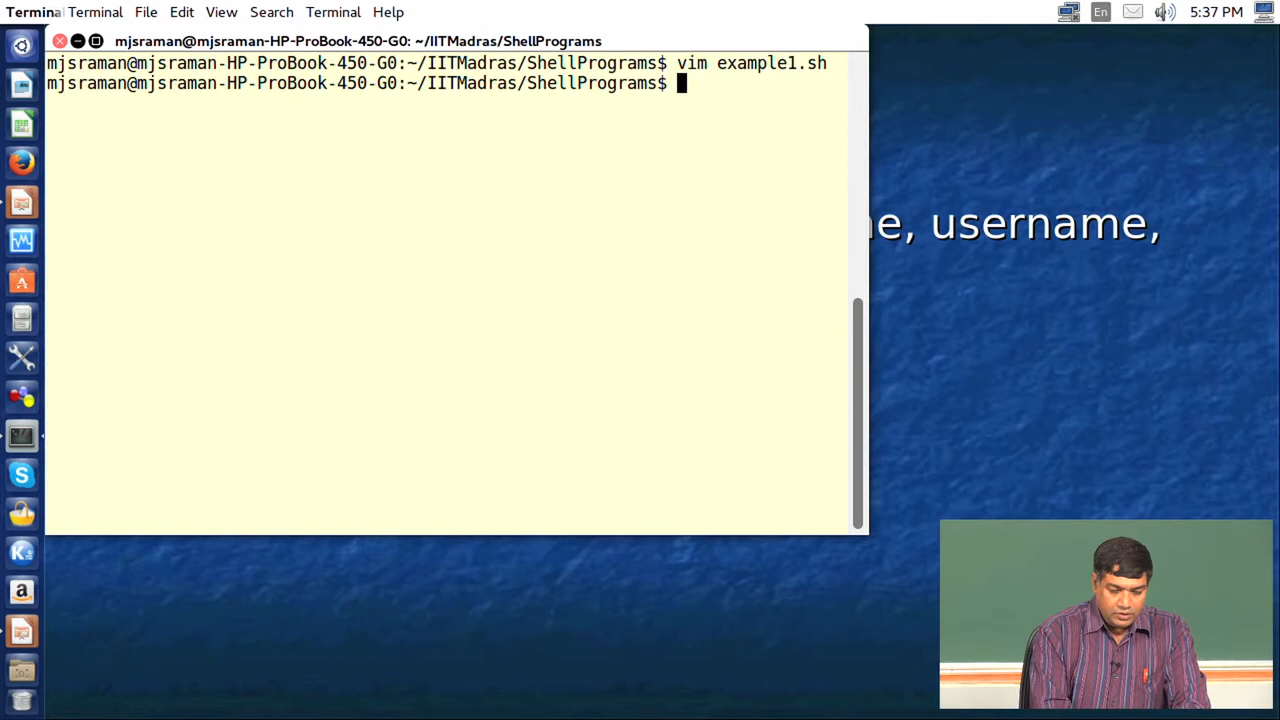 Terminal Terminal File Edit View Search Terminal Help En 5:37 PM
mjsraman@mjsraman-HP-ProBook-450-G0: ~/IITMadras/ShellPrograms
mjsraman@mjsraman-HP-ProBook-450-G0:~/IITMadras/ShellPrograms$ vim example1.sh
mjsraman@mjsraman-HP-ProBook-450-G0:~/IITMadras/ShellPrograms$
username,